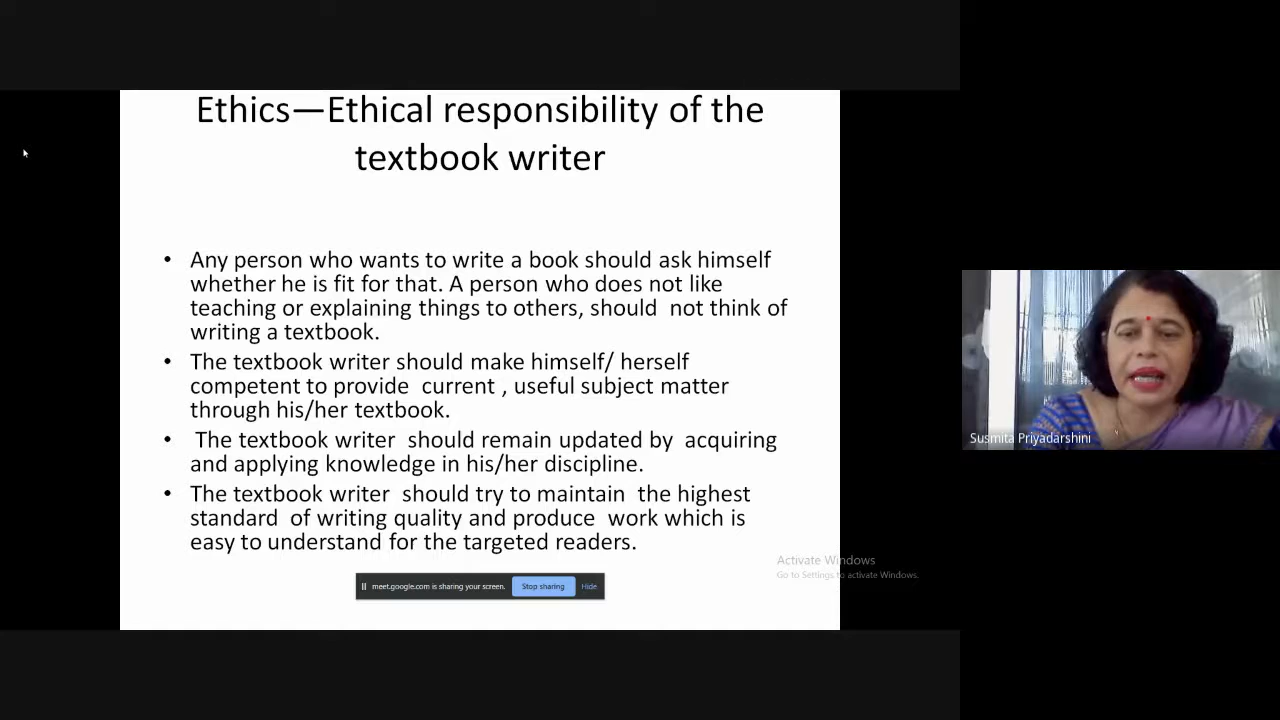 Ethics—Ethical responsibility of the
textbook writer
• Any person who wants to write a book should ask himself
whether he is fit for that. A person who does not like
teaching or explaining things to others, should not think of
writing a textbook.
• The textbook writer should make himself/ herself
competent to provide current , useful subject matter
through his/her textbook.
• The textbook writer should remain updated by acquiring
and applying knowledge in his/her discipline.
• The textbook writer should try to maintain the highest
standard of writing quality and produce work which is
easy to understand for the targeted readers.
Susmita Priyadarshini
Activate Windows
Go to Settings to activate Windows.
meet.google.com is sharing your screen. Stop sharing Hide